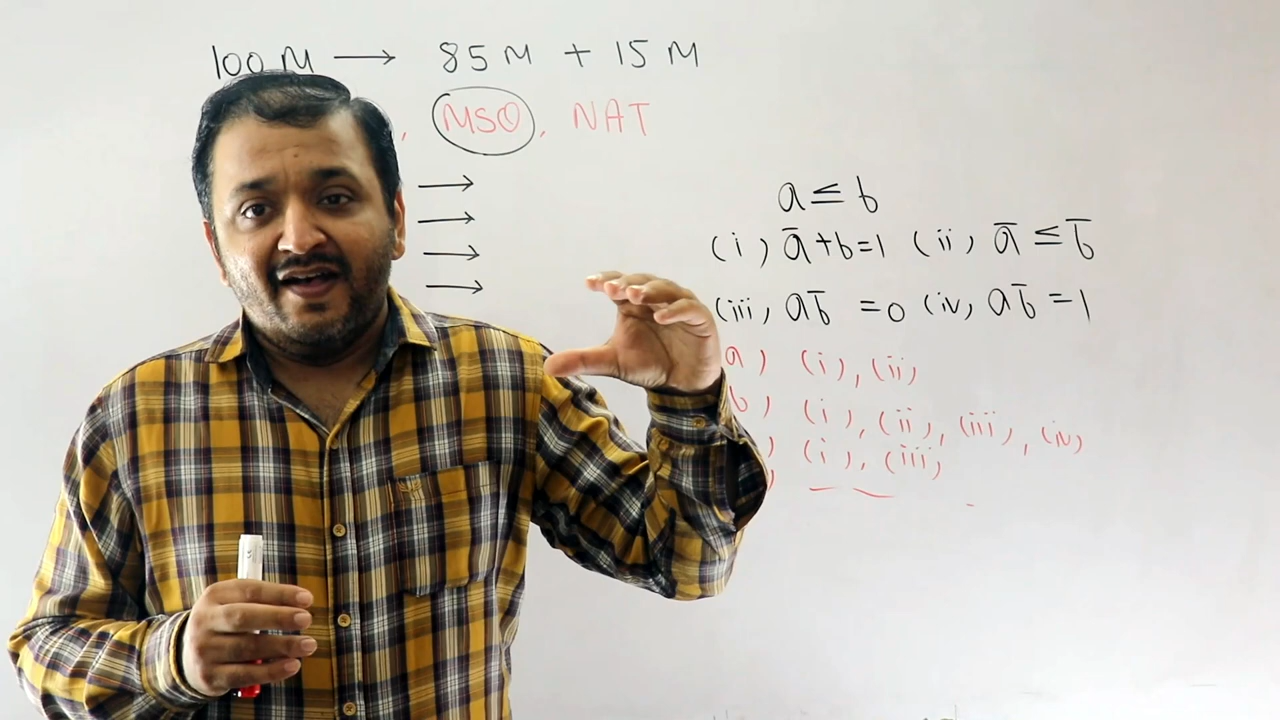 100 M → 85 M + 15 M
, MSQ, NAT
→
→
→
→
a ≤ b
(i) a̅+b=1 (ii) a̅ ≤ b̅
(iii) ab̅ =0 (iv) ab̅ =1
a) (i), (ii)
b) (i), (ii), (iii), (iv)
) (i), (iii)
)